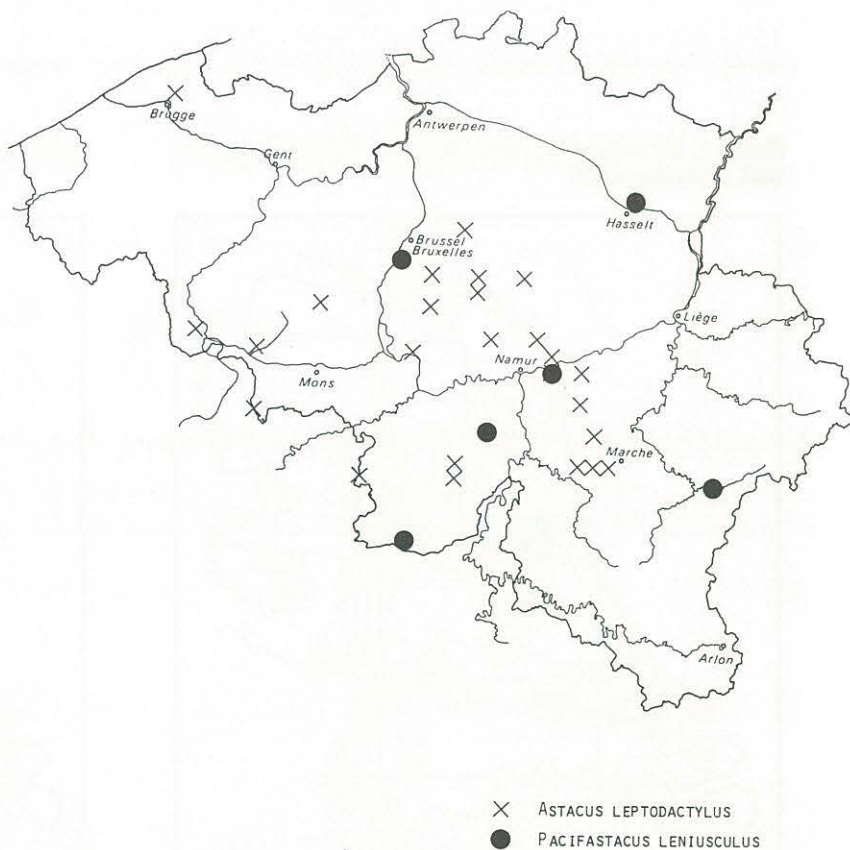 Brugge
Gent
Antwerpen
Hasselt
Brussel
Bruxelles
Liège
Namur
Mons
Marche
Arlon
ASTACUS LEPTODACTYLUS
PACIFASTACUS LENIUSCULUS